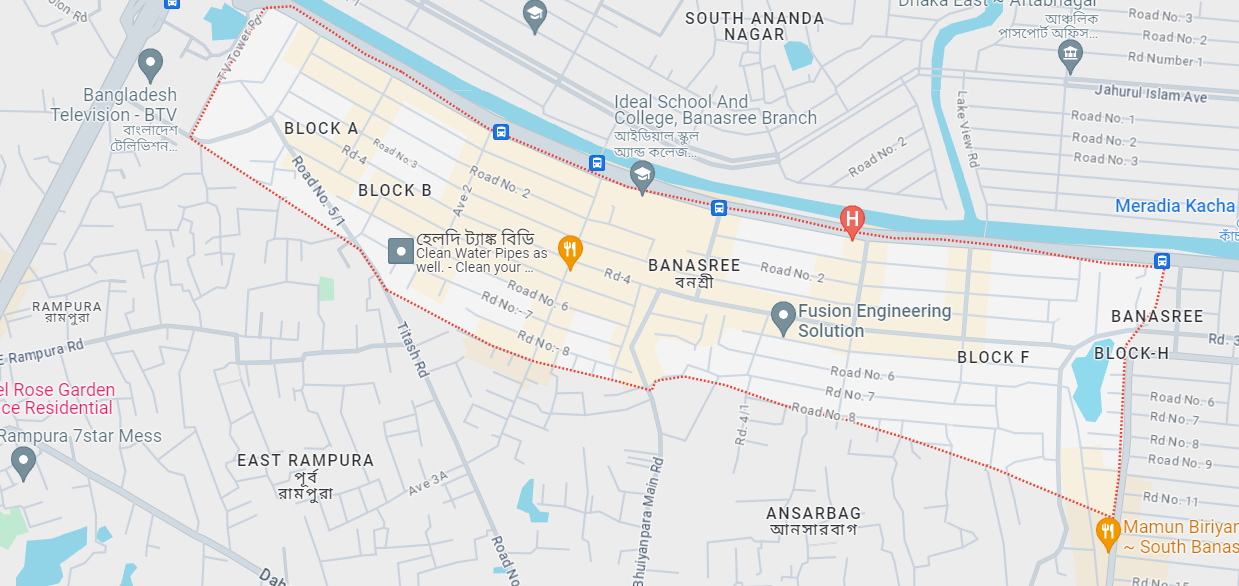 Road No. 3
Road No. 2
Rd Number 1
SOUTH ANANDA
NAGAR
আঞ্চলিক
পাসপোর্ট অফিস...
TV Tower Rd
Bangladesh
Television - BTV
বাংলাদেশ
টেলিভিশন...
Jahurul Islam Ave
Lake View Rd
Ideal School And
College, Banasree Branch
আইডিয়াল স্কুল
অ্যান্ড কলেজ...
Road No. 1
Road No. 2
Road No. 3
BLOCK A
Rd-4
Road No-3
Road No. 2
BLOCK B
Road No. 5/1
Ave 2
Road No. 2
Meradia Kacha
H
হেলদি ট্যাঙ্ক বিডি
Clean Water Pipes as
well. - Clean your ...
BANASREE
বনশ্রী
Rd-4
Road No. 2
Road No. 6
Rd No. - 7
Rd No. - 8
Fusion Engineering
Solution
BANASREE
BLOCK-H
Rd. 3
BLOCK F
RAMPURA
রামপুরা
E Rampura Rd
Titash Rd
Road No. 6
Rd No. 7
Road No. 8
el Rose Garden
ce Residential
Rampura 7star Mess
EAST RAMPURA
পূর্ব
রামপুরা
Ave 3A
Rd-4/1
Road No. 6
Rd No. 7
Rd No. 8
Road No. 9
Rd No. 11
Bhuiyanpara Main Rd
ANSARBAG
আনসারবাগ
Mamun Biriyan
~ South Banas
Road No
Dah